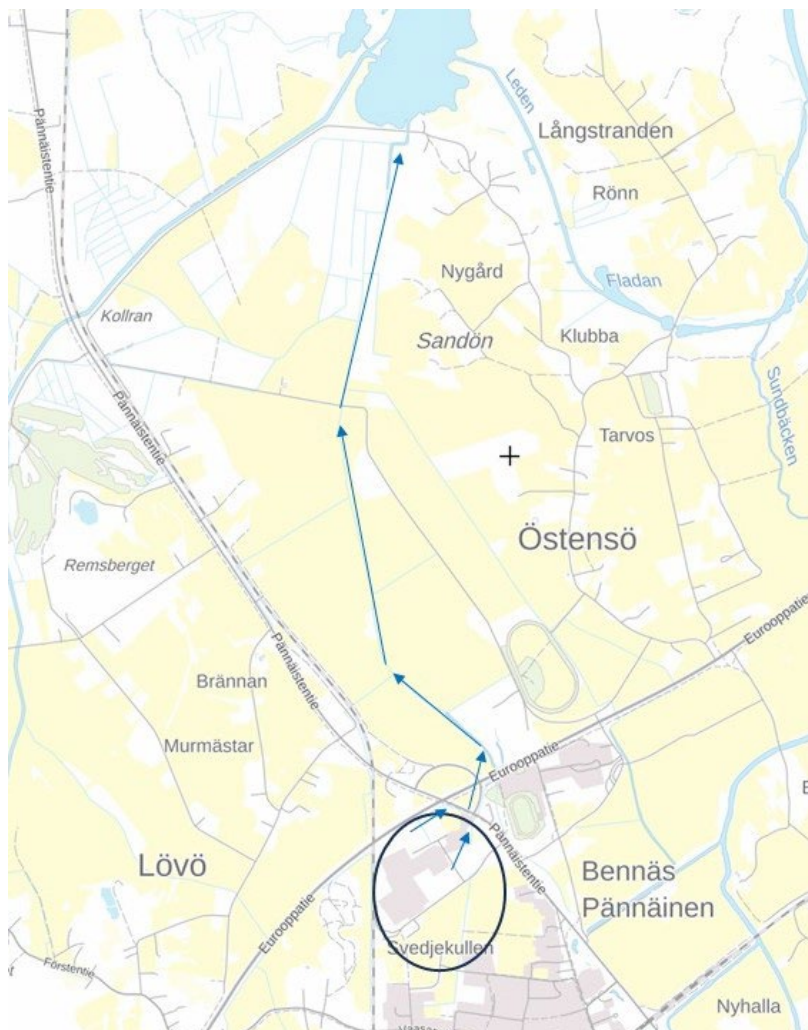 Pännäistentie
Leden
Långstranden
Rönn
Nygård
Fladan
Kollran
Sandön
Klubba
Sundbäcken
Pännäistentie
Tarvos
Östensö
Remsberget
Eurooppatie
Pännäistentie
Brännan
Murmästar
Eurooppatie
Lövö
Pännäistentie
Bennäs
Pännäinen
Eurooppatie
Svedjekullen
Förstentie
Nyhalla